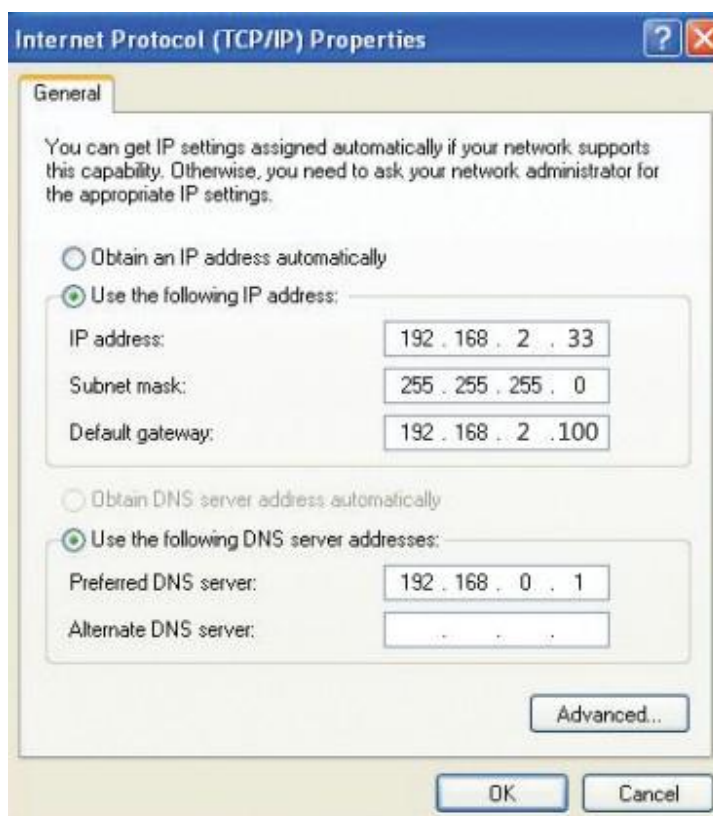 Internet Protocol (TCP/IP) Properties
General
You can get IP settings assigned automatically if your network supports
this capability. Otherwise, you need to ask your network administrator for
the appropriate IP settings.
Obtain an IP address automatically
Use the following IP address:
IP address: 192 . 168 . 2 . 33
Subnet mask: 255 . 255 . 255 . 0
Default gateway: 192 . 168 . 2 .100
Obtain DNS server address automatically
Use the following DNS server addresses:
Preferred DNS server: 192 . 168 . 0 . 1
Alternate DNS server: . . .
Advanced...
OK Cancel